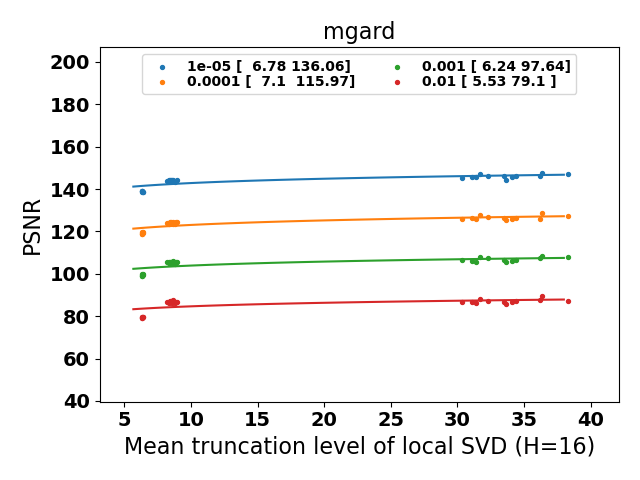 mgard
1e-05 [  6.78 136.06]
0.0001 [  7.1  115.97]
0.001 [ 6.24 97.64]
0.01 [ 5.53 79.1 ]
PSNR
200
180
160
140
120
100
80
60
40
5 10 15 20 25 30 35 40
Mean truncation level of local SVD (H=16)